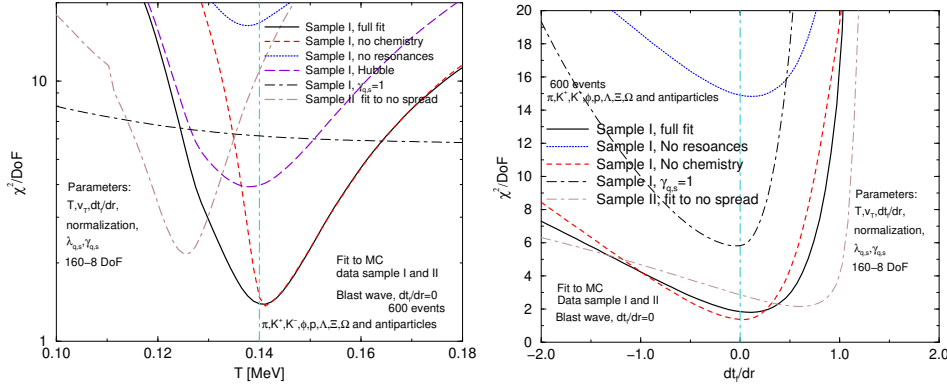 Sample I, full fit
Sample I, no chemistry
Sample I, no resonances
Sample I, Hubble
Sample I, γq,s=1
Sample II fit to no spread
Parameters:
T,vT,dt/dr,
normalization,
λq,s,γq,s
160−8 DoF
Fit to MC
data sample I and II
Blast wave, dtf/dr=0
600 events
π,K+,K−,φ,p,Λ,Ξ,Ω and antiparticles
χ2/DoF
10
1
0.10
0.12
0.14
0.16
0.18
T [MeV]
600 events
π,K+,K−,φ,p,Λ,Ξ,Ω and antiparticles
Sample I, full fit
Sample I, No resoances
Sample I, No chemistry
Sample I, γq,s=1
Sample II, fit to no spread
Parameters:
T,vT,dt/dr,
normalization,
λq,s,γq,s
160−8 DoF
Fit to MC
Data sample I and II
Blast wave, dtf/dr=0
χ2/DoF
20
18
16
14
12
10
8
6
4
2
0
-2.0
-1.0
0.0
1.0
2.0
dtf/dr